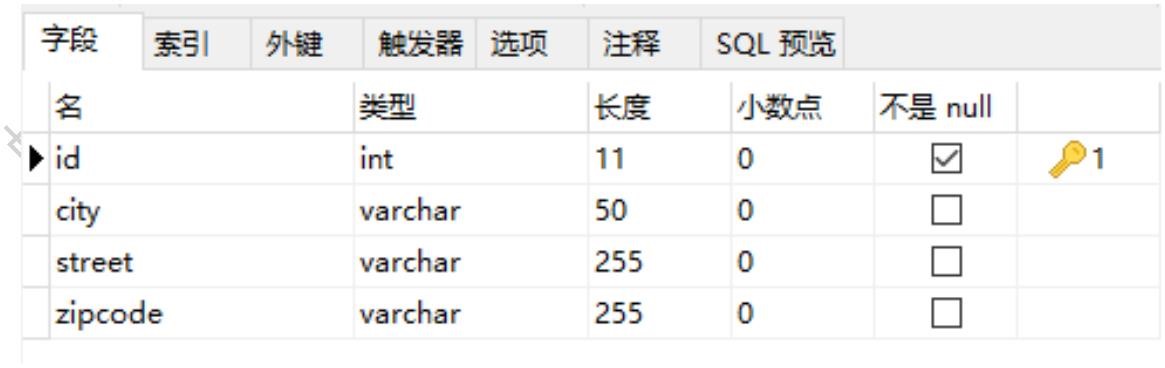 字段 索引 外键 触发器 选项 注释 SQL 预览
名 类型 长度 小数点 不是 null
id int 11 0 1
city varchar 50 0
street varchar 255 0
zipcode varchar 255 0